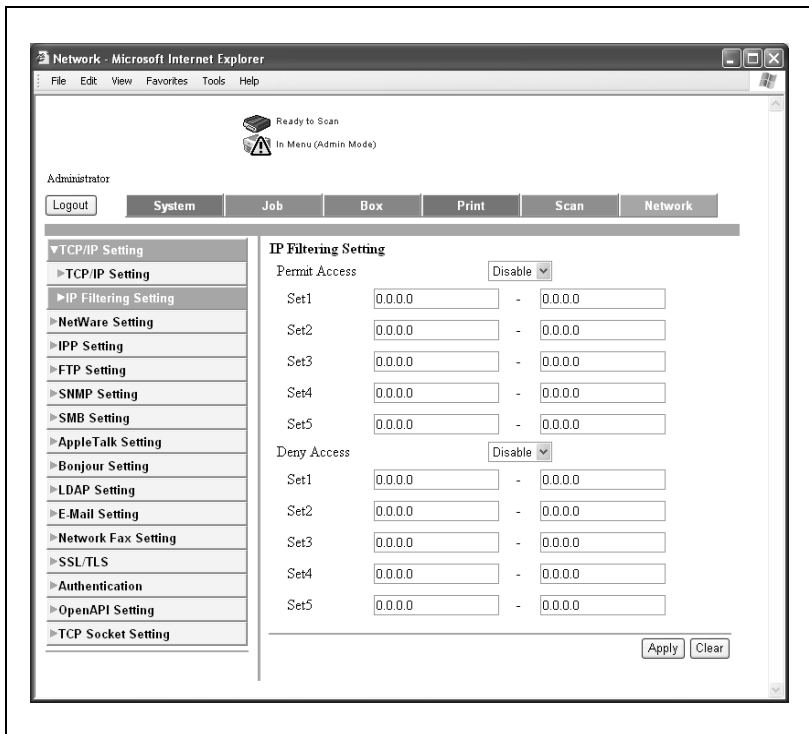 Network - Microsoft Internet Explorer
File Edit View Favorites Tools Help
Ready to Scan
In Menu (Admin Mode)
Administrator
Logout System Job Box Print Scan Network
▼TCP/IP Setting
►TCP/IP Setting
►IP Filtering Setting
►NetWare Setting
►IPP Setting
►FTP Setting
►SNMP Setting
►SMB Setting
►AppleTalk Setting
►Bonjour Setting
►LDAP Setting
►E-Mail Setting
►Network Fax Setting
►SSL/TLS
►Authentication
►OpenAPI Setting
►TCP Socket Setting
IP Filtering Setting
Permit Access Disable
Set1 0.0.0.0 - 0.0.0.0
Set2 0.0.0.0 - 0.0.0.0
Set3 0.0.0.0 - 0.0.0.0
Set4 0.0.0.0 - 0.0.0.0
Set5 0.0.0.0 - 0.0.0.0
Deny Access Disable
Set1 0.0.0.0 - 0.0.0.0
Set2 0.0.0.0 - 0.0.0.0
Set3 0.0.0.0 - 0.0.0.0
Set4 0.0.0.0 - 0.0.0.0
Set5 0.0.0.0 - 0.0.0.0
Apply Clear